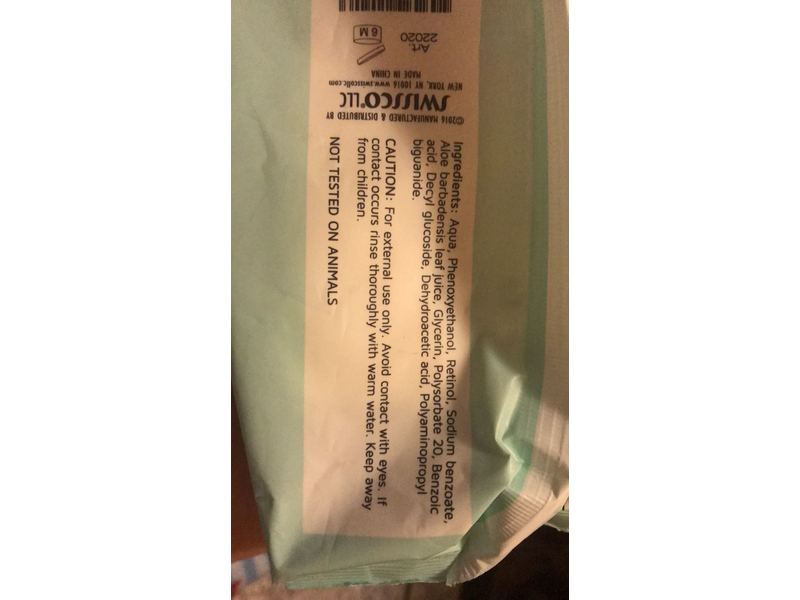 Ingredients: Aqua, Phenoxyethanol, Retinol, Sodium benzoate,
Aloe barbadensis leaf juice, Glycerin, Polysorbate 20, Benzoic
acid, Decyl glucoside, Dehydroacetic acid, Polyaminopropyl
biguanide.
CAUTION: For external use only. Avoid contact with eyes. If
contact occurs rinse thoroughly with warm water. Keep away
from children.
NOT TESTED ON ANIMALS
©2016 MANUFACTURED & DISTRIBUTED BY
SWISSCO® LLC
NEW YORK, NY 10016 www.swisscollc.com
MADE IN CHINA
Art.
22020
6 M